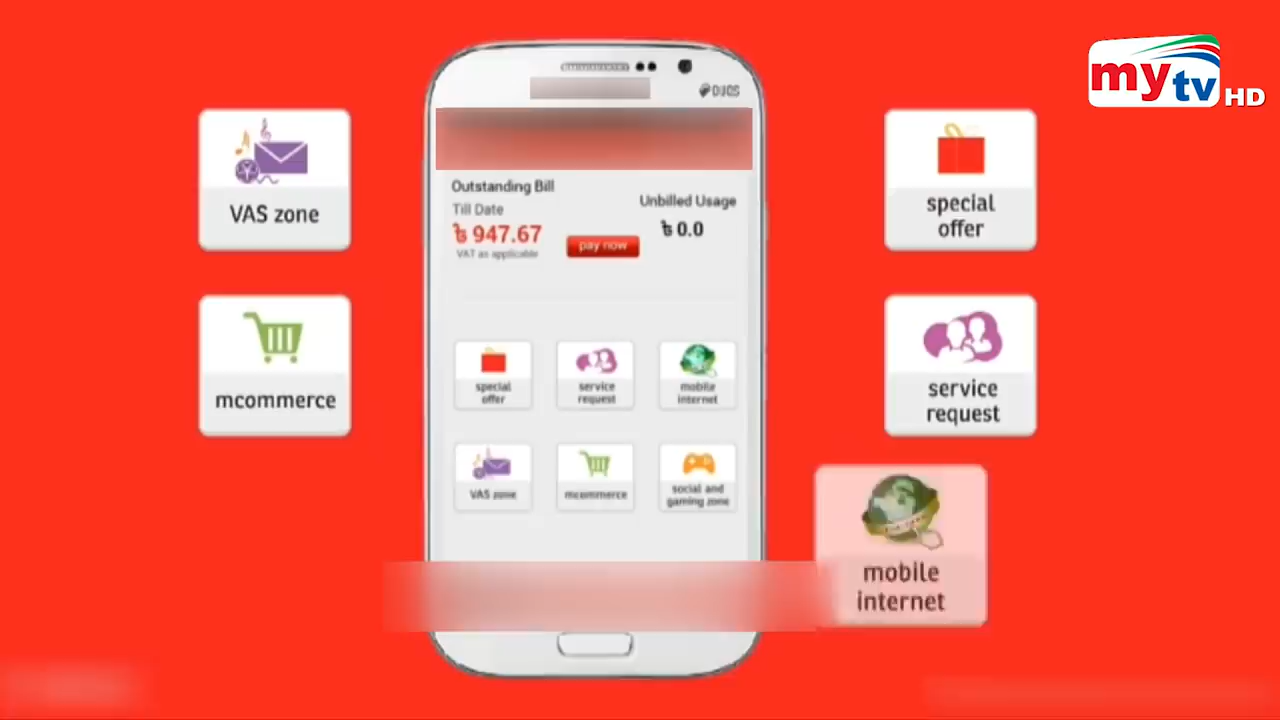 mytv HD
DUOS
VAS zone
special
offer
Outstanding Bill
Till Date
৳ 947.67
VAT as applicable
pay now
Unbilled Usage
৳ 0.0
mcommerce
service
request
special
offer
service
request
mobile
internet
VAS zone
mcommerce
social and
gaming zone
mobile
internet